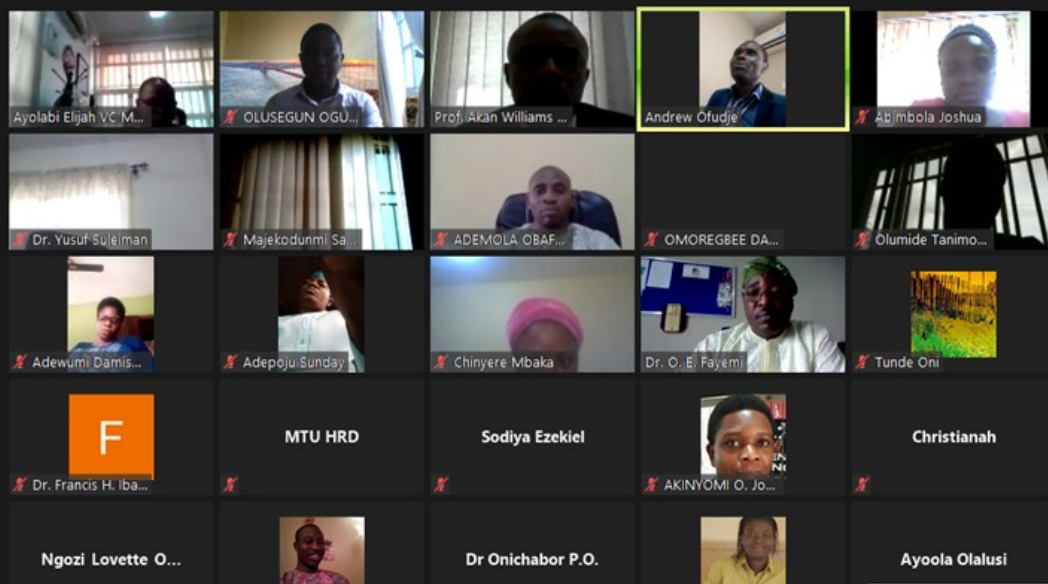 Ayolabi Elijah VC M...
OLUSEGUN OGU...
Prof. Akan Williams ...
Andrew Ofudje
Abimbola Joshua
Dr. Yusuf Suleiman
Majekodunmi Sa...
ADEMOLA OBAF...
OMOREGBEE DA...
Olumide Tanimo...
Adewumi Damis...
Adepoju Sunday
Chinyere Mbaka
Dr. O. E. Fayemi
Tunde Oni
F
Dr. Francis H. Iba...
MTU HRD
Sodiya Ezekiel
AKINYOMI O. Jo...
Christianah
Ngozi Lovette O...
Dr Onichabor P.O.
Ayoola Olalusi